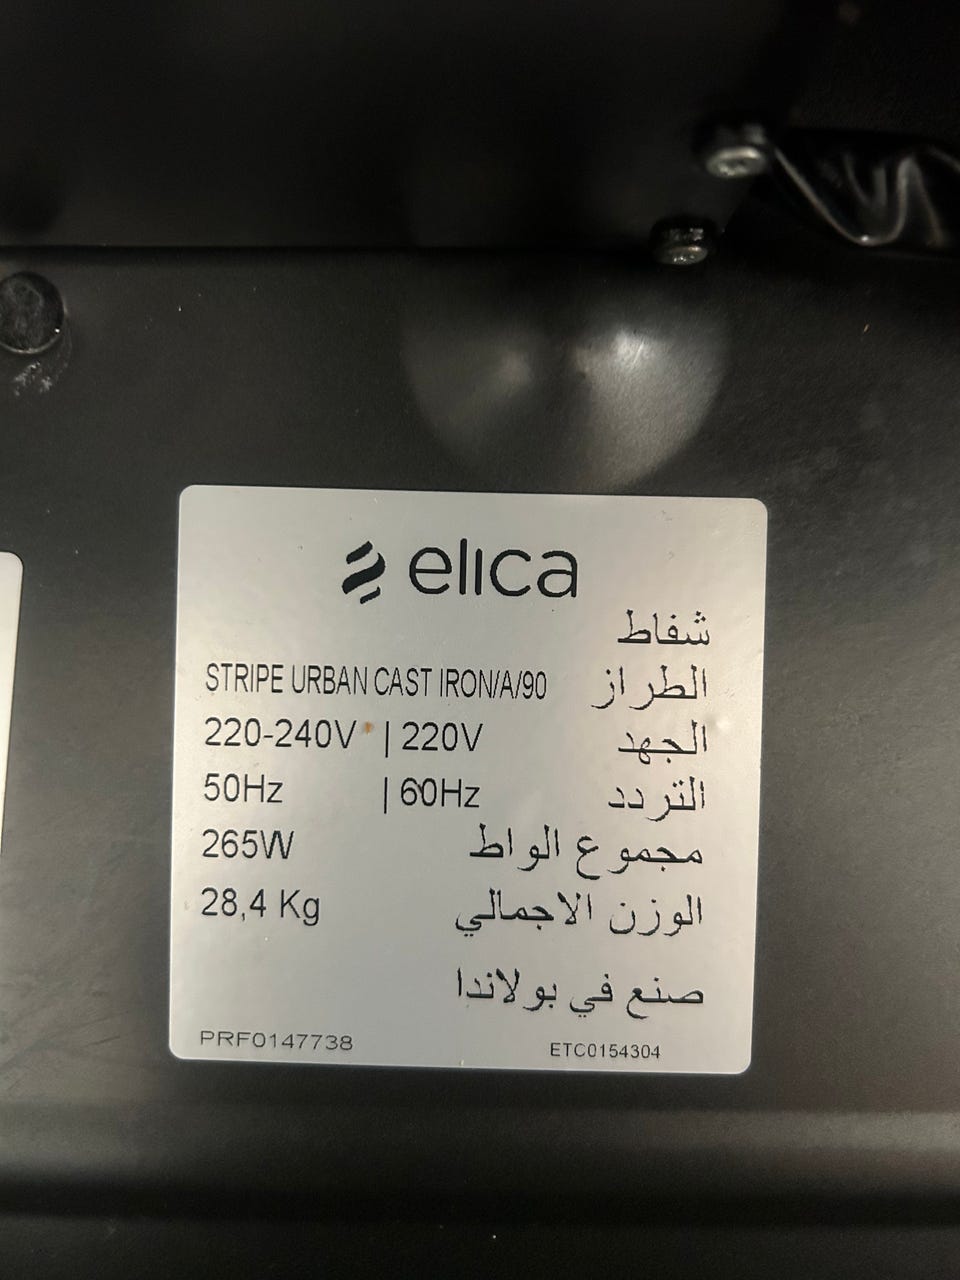 elica
شفاط
STRIPE URBAN CAST IRON/A/90 الطراز
220-240V | 220V الجهد
50Hz | 60Hz التردد
265W مجموع الواط
28,4 Kg الوزن الاجمالي
صنع في بولاندا
PRF0147738 ETC0154304